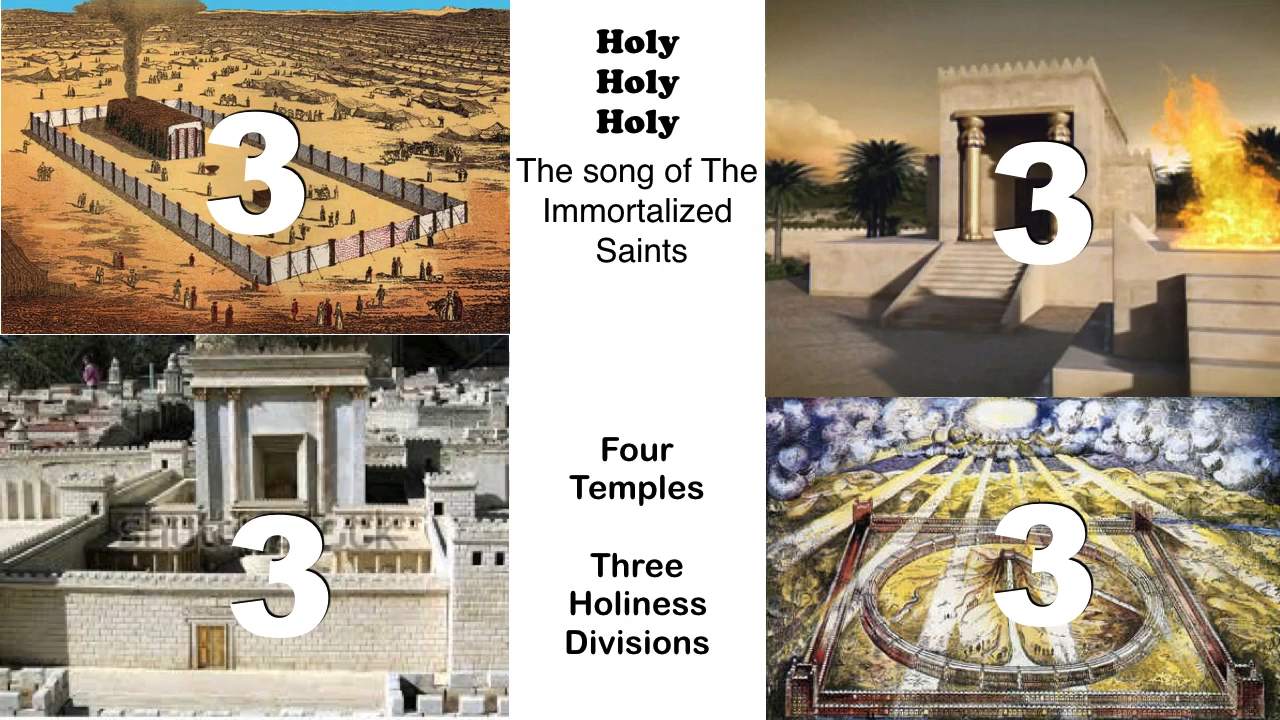 Holy
Holy
Holy
The song of The
Immortalized
Saints
3
3
Four
Temples
Three
Holiness
Divisions
3
3